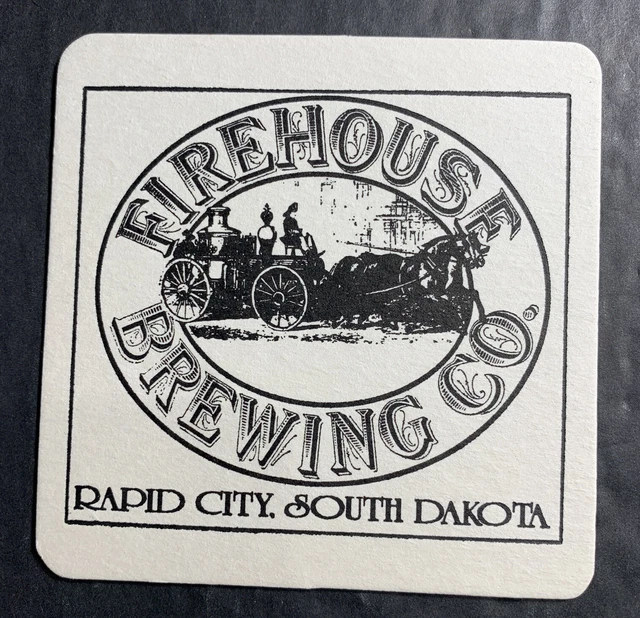 FIREHOUSE
BREWING CO.
RAPID CITY, SOUTH DAKOTA